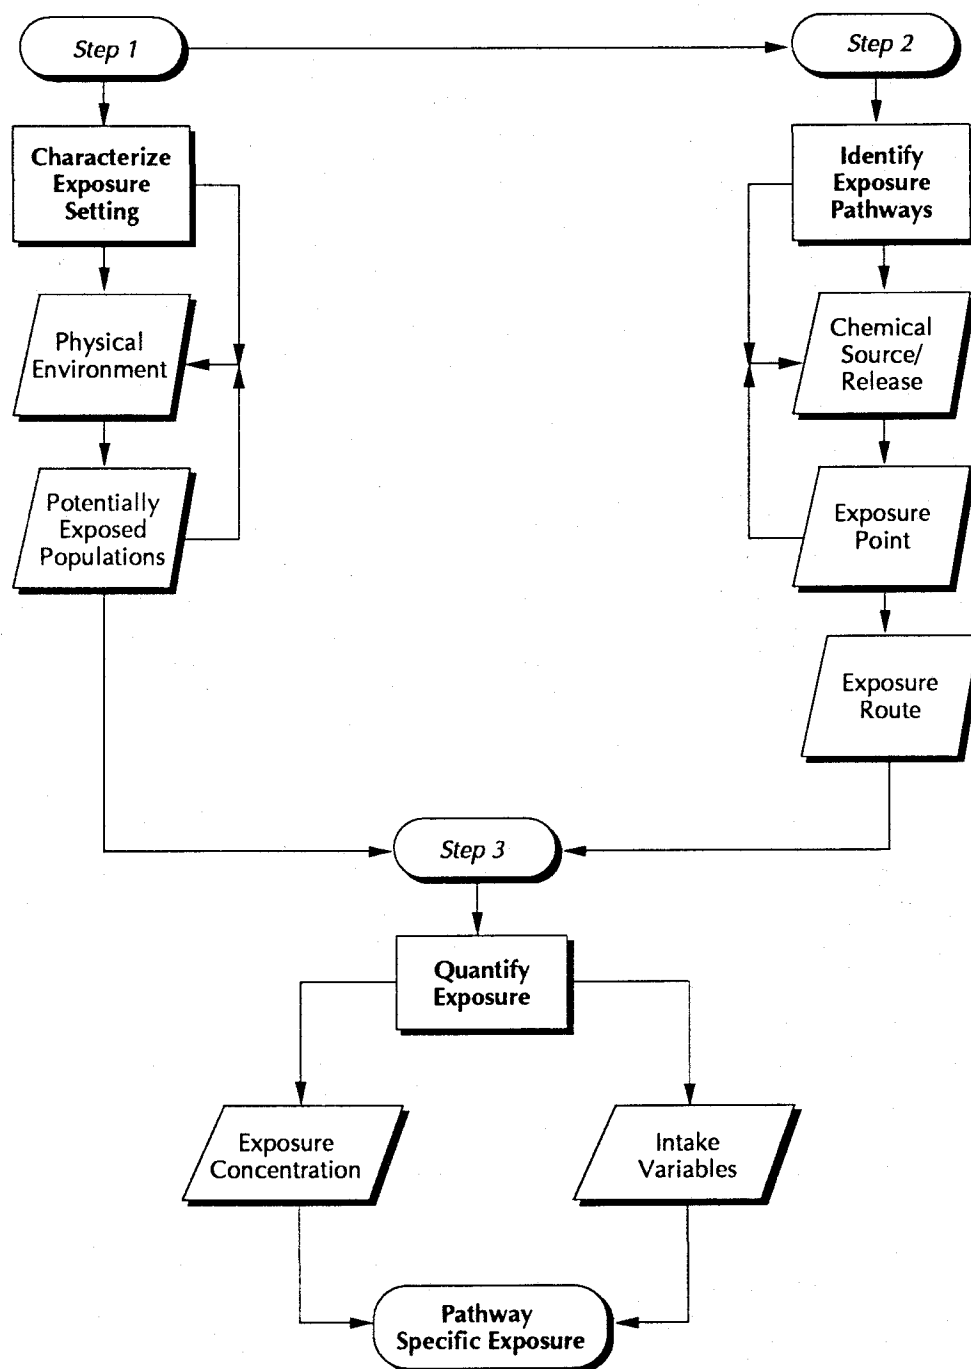 Step 1
Step 2
Characterize
Exposure
Setting
Identify
Exposure
Pathways
Physical
Environment
Chemical
Source/
Release
Potentially
Exposed
Populations
Exposure
Point
Exposure
Route
Step 3
Quantify
Exposure
Exposure
Concentration
Intake
Variables
Pathway
Specific Exposure